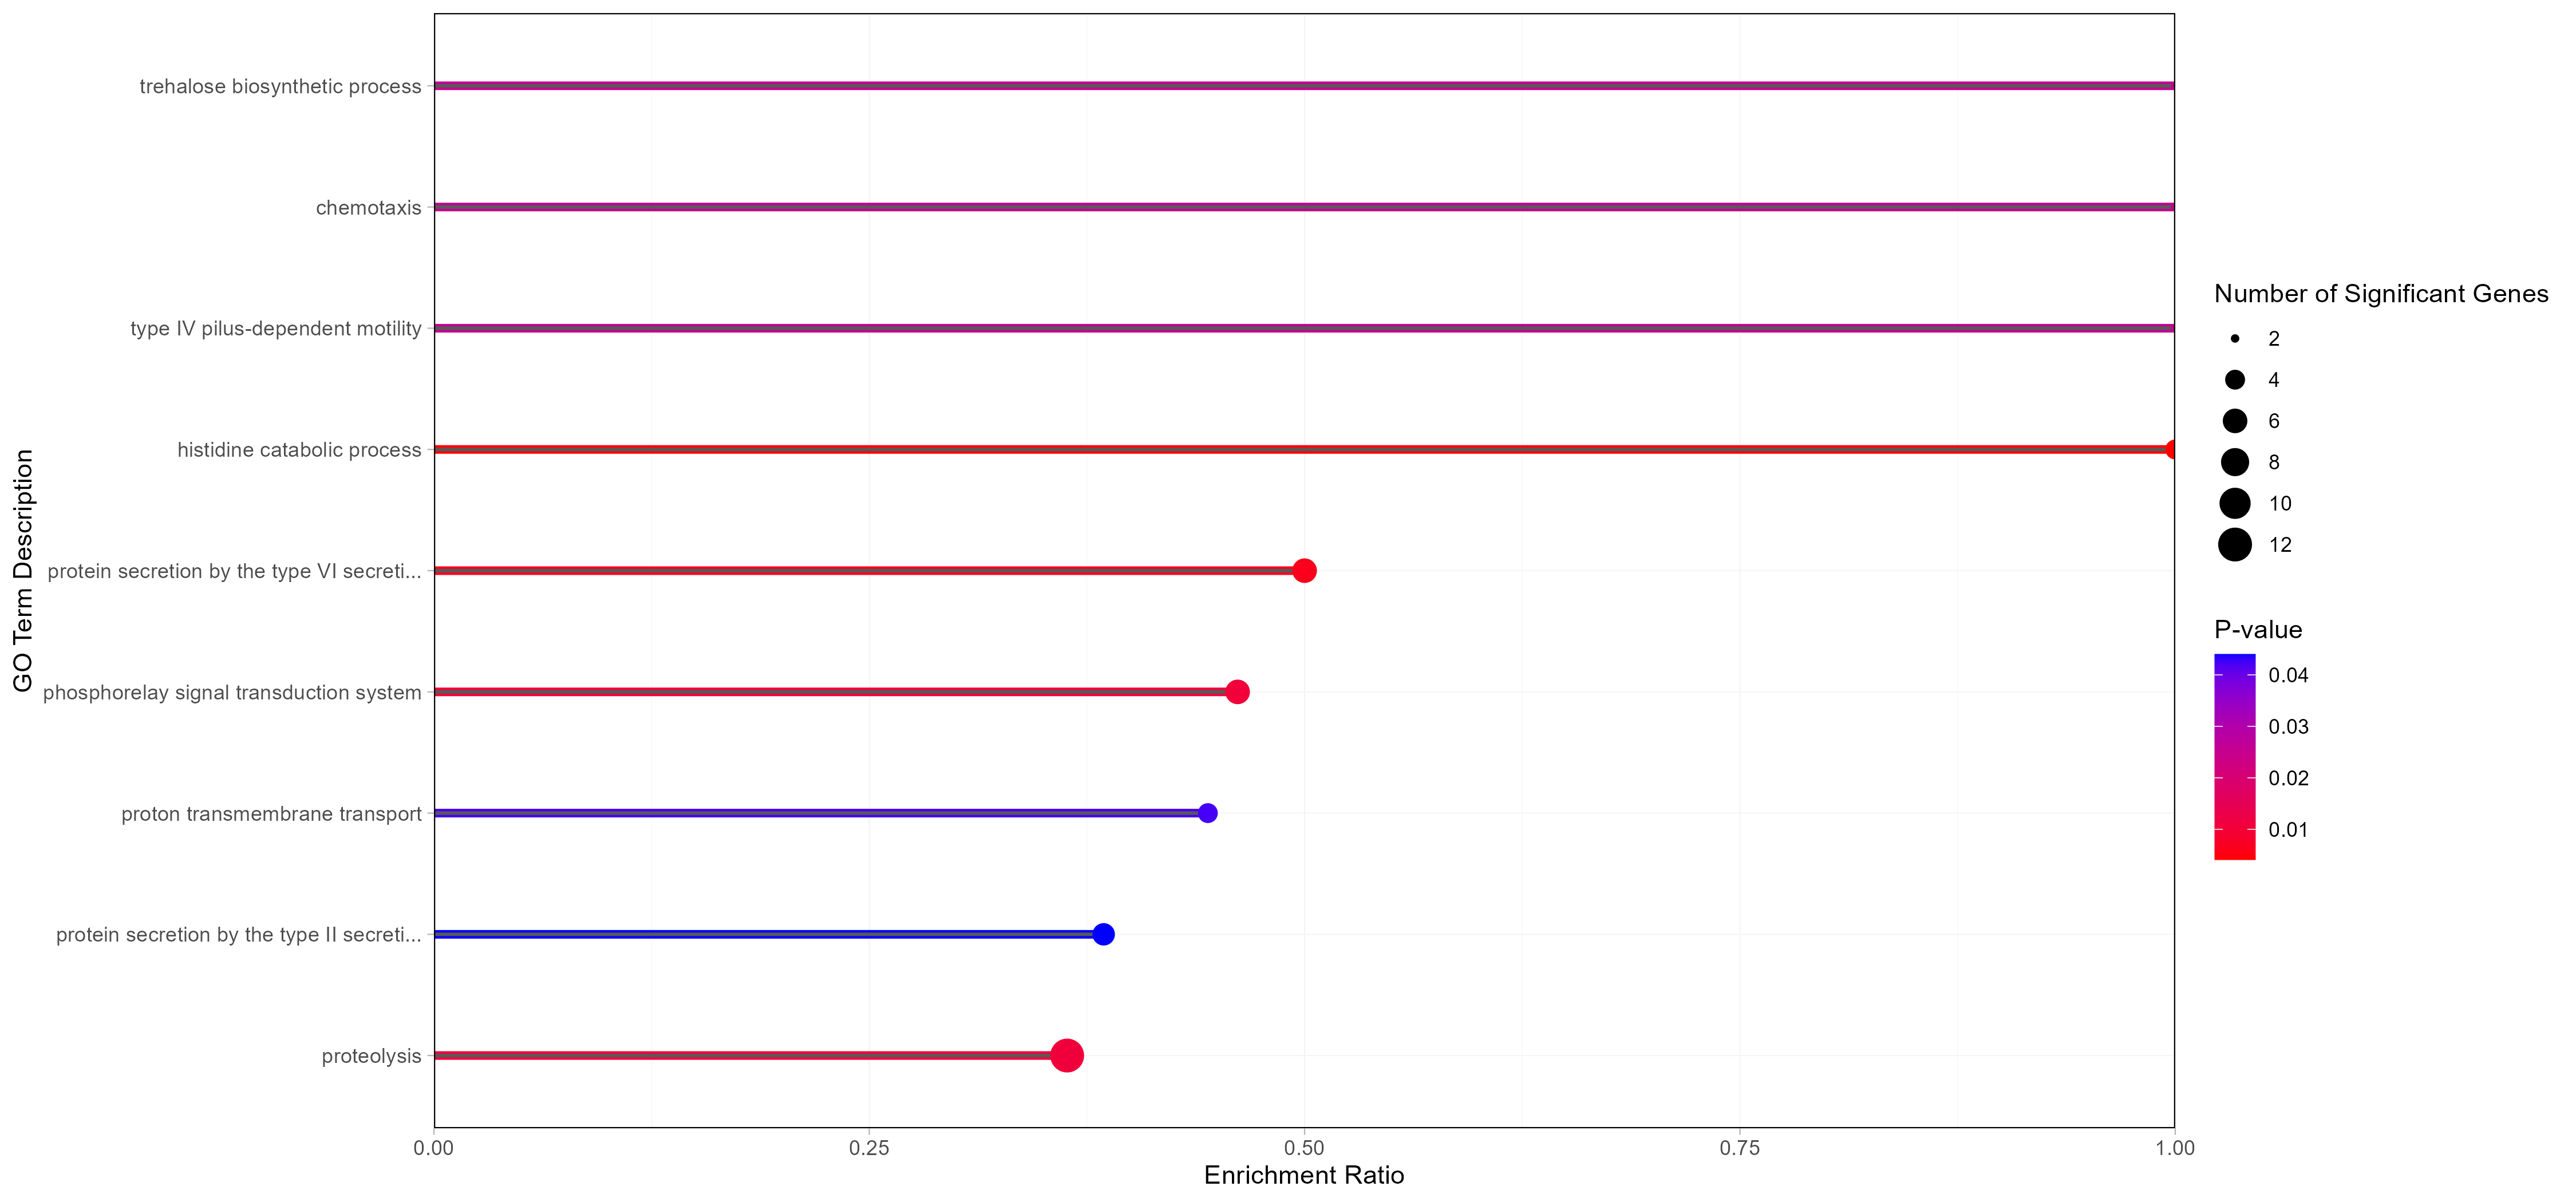 trehalose biosynthetic process
chemotaxis
type IV pilus-dependent motility
histidine catabolic process
protein secretion by the type VI secreti...
phosphorelay signal transduction system
proton transmembrane transport
protein secretion by the type II secreti...
proteolysis
GO Term Description
0.00
0.25
0.50
0.75
1.00
Enrichment Ratio
Number of Significant Genes
2
4
6
8
10
12
P-value
0.04
0.03
0.02
0.01